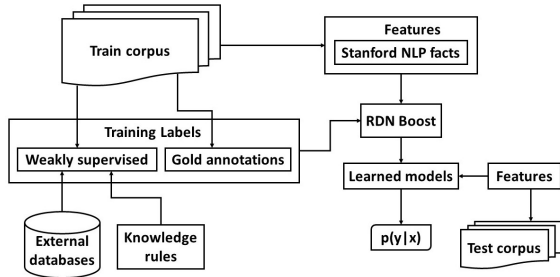 Train corpus
Features
Stanford NLP facts
Training Labels
Weakly supervised
Gold annotations
RDN Boost
Learned models
Features
External
databases
Knowledge
rules
p(y|x)
Test corpus